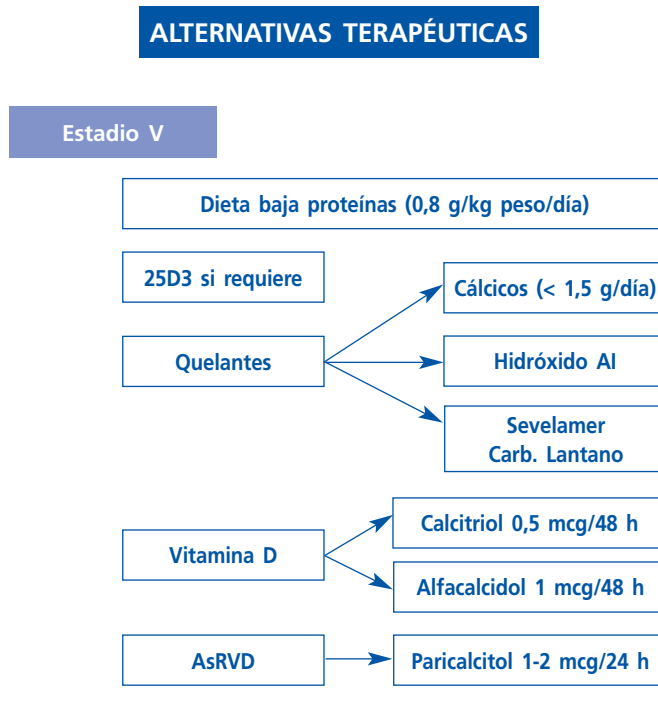 ALTERNATIVAS TERAPÉUTICAS
Estadio V
Dieta baja proteínas (0,8 g/kg peso/día)
25D3 si requiere
Quelantes
Cálcicos (< 1,5 g/día)
Hidróxido Al
Sevelamer
Carb. Lantano
Vitamina D
Calcitriol 0,5 mcg/48 h
Alfacalcidol 1 mcg/48 h
AsRVD
Paricalcitol 1-2 mcg/24 h